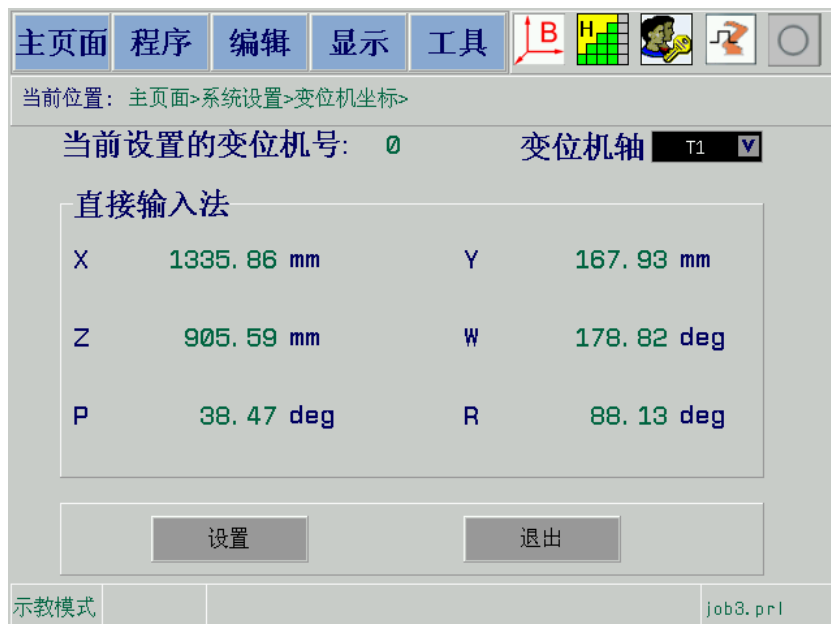 主页面 程序 编辑 显示 工具 B H
当前位置: 主页面>系统设置>变位机坐标>
当前设置的变位机号: 0 变位机轴 T1
直接输入法
X 1335.86 mm Y 167.93 mm
Z 905.59 mm W 178.82 deg
P 38.47 deg R 88.13 deg
设置 退出
示教模式 job3.prl